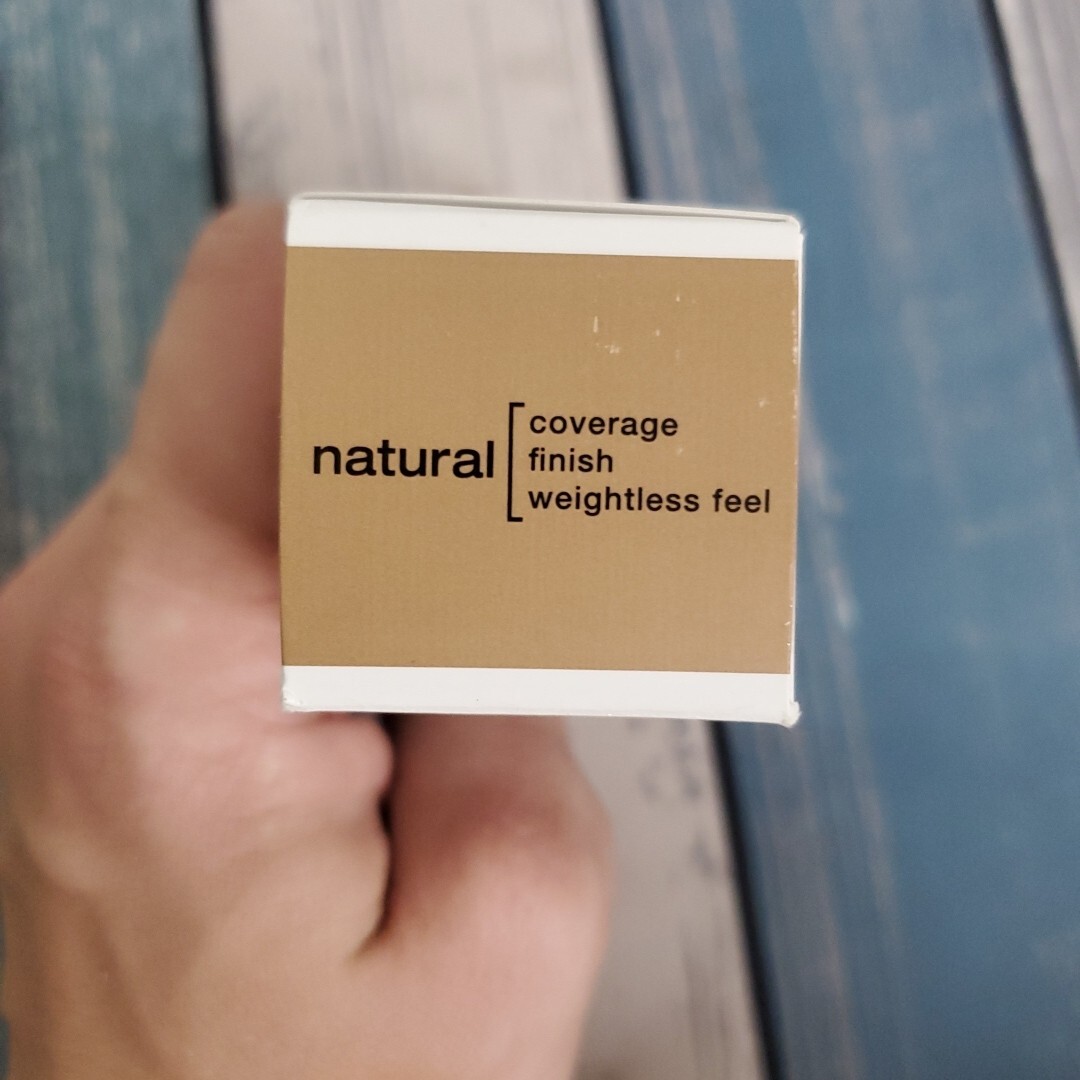 natural
coverage
finish
weightless feel